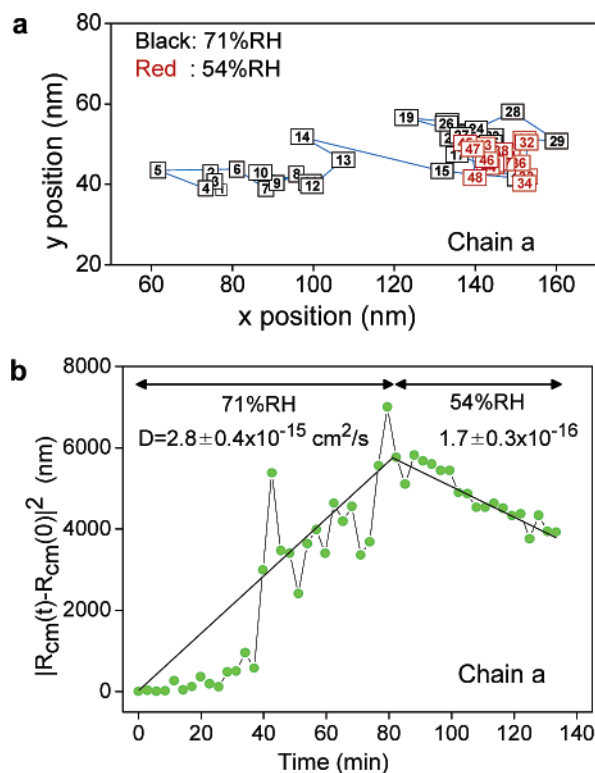 a
Black: 71%RH
Red : 54%RH
80
60
40
20
y position (nm)
5
2
3
4
6
7
10
9
8
12
13
14
19
26
24
28
29
15
17
47
46
48
32
36
34
Chain a
60 80 100 120 140 160
x position (nm)
b
8000
6000
4000
2000
0
|Rcm(t)-Rcm(0)|2 (nm)
71%RH
54%RH
D=2.8±0.4x10-15 cm2/s
1.7±0.3x10-16
Chain a
0 20 40 60 80 100 120 140
Time (min)